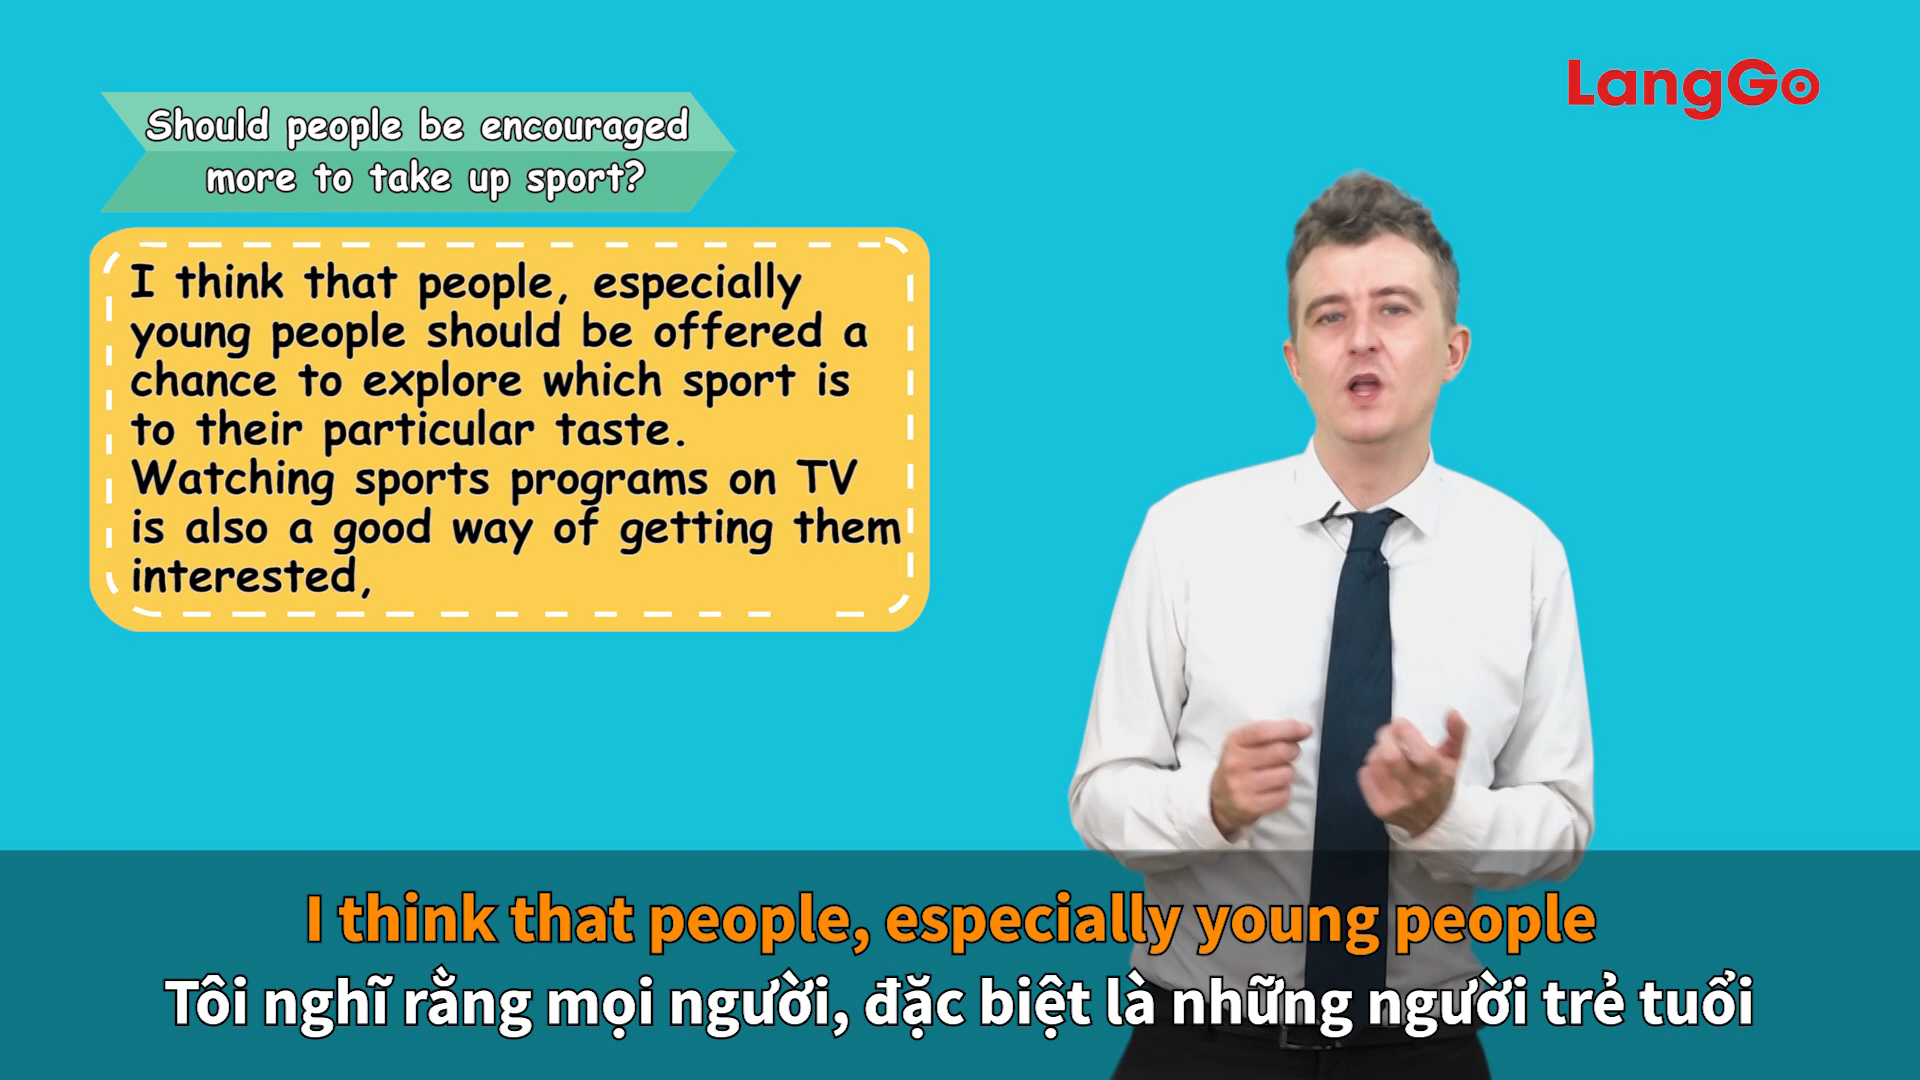 LangGo
Should people be encouraged
more to take up sport?
I think that people, especially
young people should be offered a
chance to explore which sport is
to their particular taste.
Watching sports programs on TV
is also a good way of getting them
interested,
I think that people, especially young people
Tôi nghĩ rằng mọi người, đặc biệt là những người trẻ tuổi